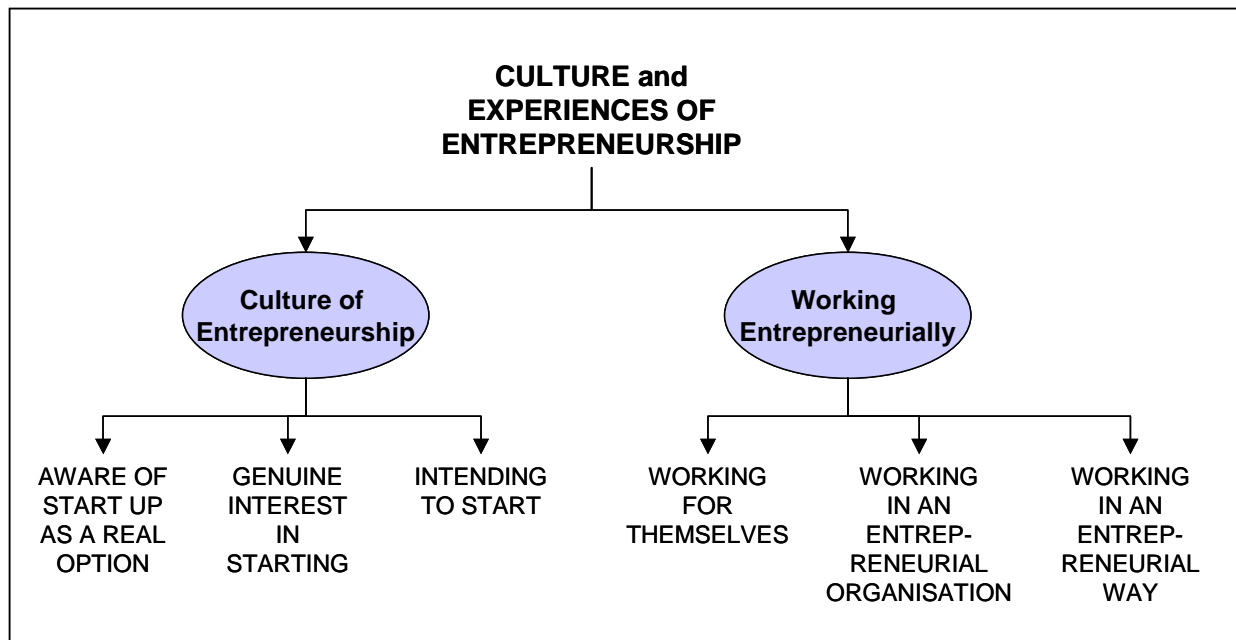 CULTURE and
EXPERIENCES OF
ENTREPRENEURSHIP
Culture of
Entrepreneurship
Working
Entrepreneurially
AWARE OF
START UP
AS A REAL
OPTION
GENUINE
INTEREST
IN
STARTING
INTENDING
TO START
WORKING
FOR
THEMSELVES
WORKING
IN AN
ENTREP-
RENEURIAL
ORGANISATION
WORKING
IN AN
ENTREP-
RENEURIAL
WAY